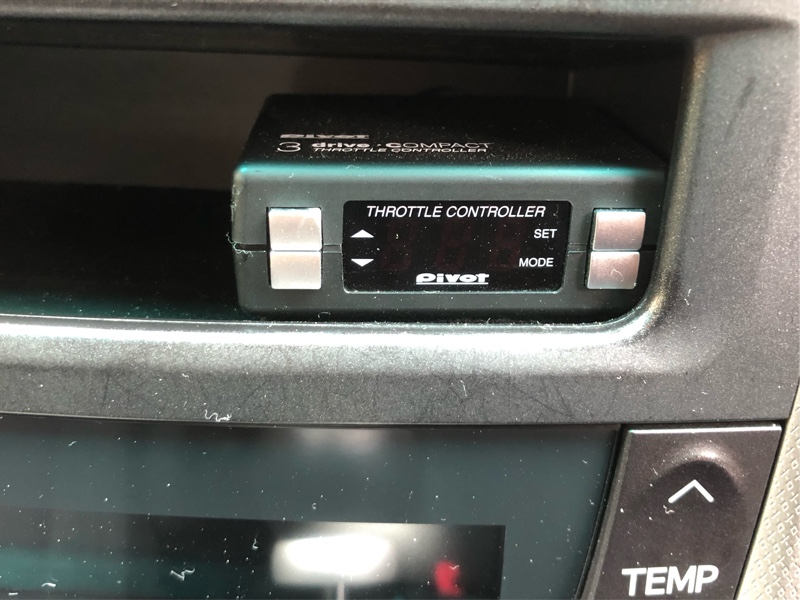 pivot
3 drive・COMPACT
THROTTLE CONTROLLER
THROTTLE CONTROLLER
SET
MODE
pivot
TEMP